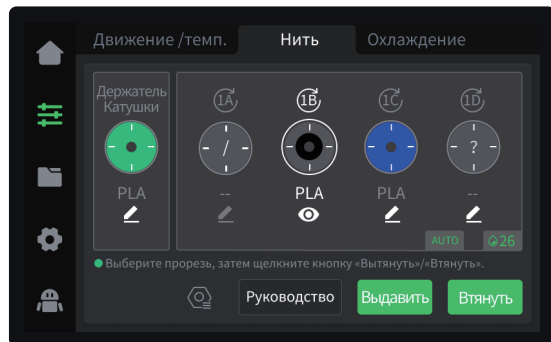 Движение /темп.
Нить
Охлаждение
Держатель
Катушки
1A
1B
1C
1D
/
?
PLA
--
PLA
PLA
--
AUTO
26
Выберите прорезь, затем щелкните кнопку «Вытянуть»/«Втянуть».
Руководство
Выдавить
Втянуть